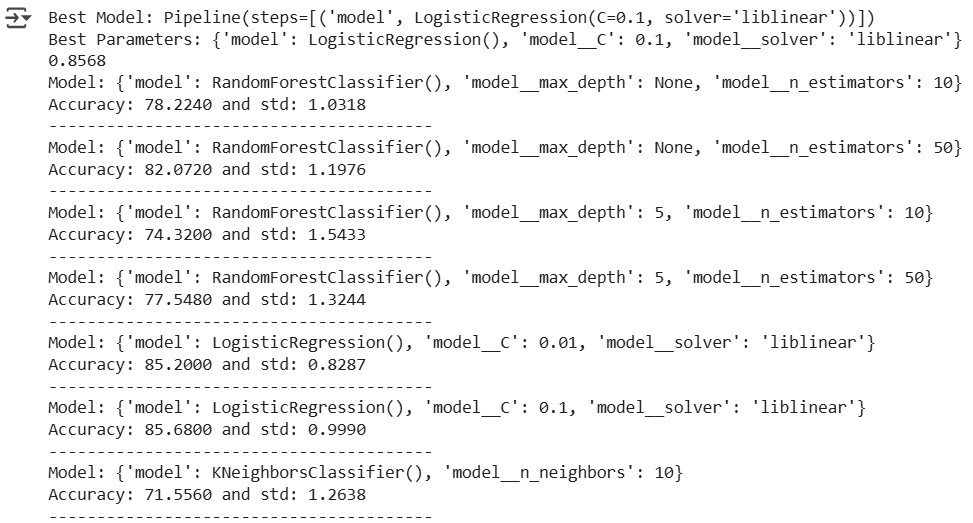 Best Model: Pipeline(steps=[('model', LogisticRegression(C=0.1, solver='liblinear'))])
Best Parameters: {'model': LogisticRegression(), 'model__C': 0.1, 'model__solver': 'liblinear'}
0.8568
Model: {'model': RandomForestClassifier(), 'model__max_depth': None, 'model__n_estimators': 10}
Accuracy: 78.2240 and std: 1.0318
----------------------------------------
Model: {'model': RandomForestClassifier(), 'model__max_depth': None, 'model__n_estimators': 50}
Accuracy: 82.0720 and std: 1.1976
----------------------------------------
Model: {'model': RandomForestClassifier(), 'model__max_depth': 5, 'model__n_estimators': 10}
Accuracy: 74.3200 and std: 1.5433
----------------------------------------
Model: {'model': RandomForestClassifier(), 'model__max_depth': 5, 'model__n_estimators': 50}
Accuracy: 77.5480 and std: 1.3244
----------------------------------------
Model: {'model': LogisticRegression(), 'model__C': 0.01, 'model__solver': 'liblinear'}
Accuracy: 85.2000 and std: 0.8287
----------------------------------------
Model: {'model': LogisticRegression(), 'model__C': 0.1, 'model__solver': 'liblinear'}
Accuracy: 85.6800 and std: 0.9990
----------------------------------------
Model: {'model': KNeighborsClassifier(), 'model__n_neighbors': 10}
Accuracy: 71.5560 and std: 1.2638
----------------------------------------